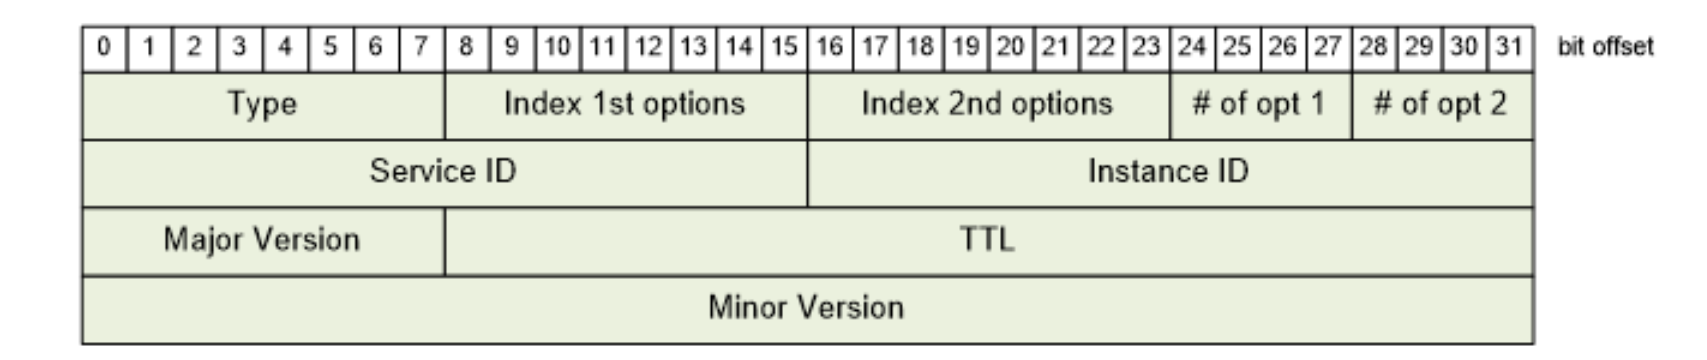 0 1 2 3 4 5 6 7 8 9 10 11 12 13 14 15 16 17 18 19 20 21 22 23 24 25 26 27 28 29 30 31 bit offset
Type Index 1st options Index 2nd options # of opt 1 # of opt 2
Service ID Instance ID
Major Version TTL
Minor Version